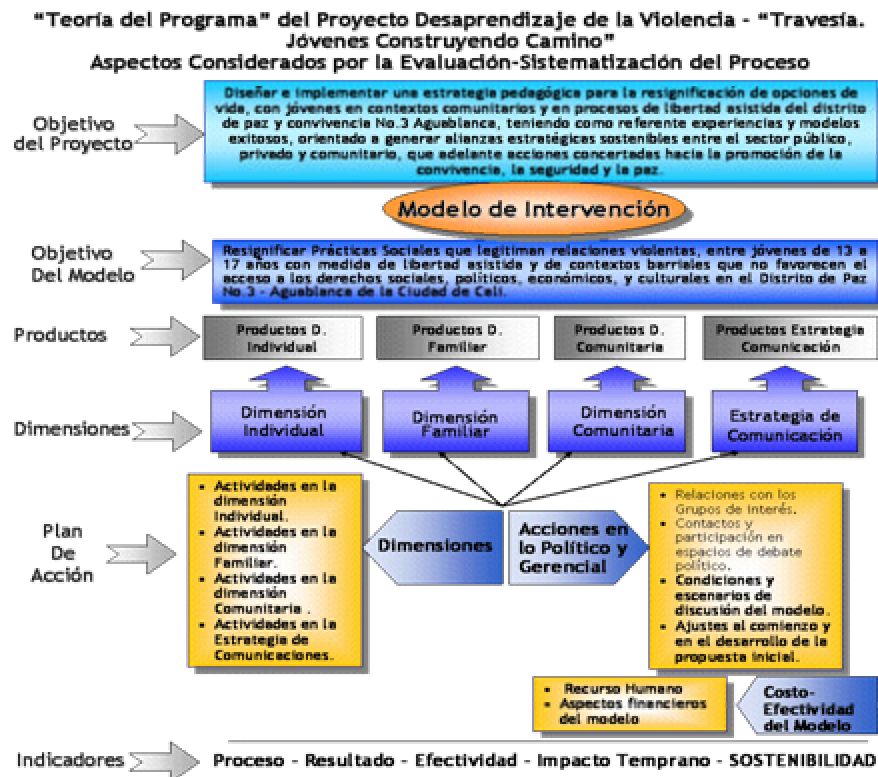 “Teoría del Programa” del Proyecto Desaprendizaje de la Violencia - “Travesía.
Jóvenes Construyendo Camino”
Aspectos Considerados por la Evaluación-Sistematización del Proceso
Objetivo
del Proyecto
Diseñar e implementar una estrategia pedagógica para la resignificación de opciones de
vida, con jóvenes en contextos comunitarios y en procesos de libertad asistida del distrito
de paz y convivencia No.3 Aguablanca, teniendo como referente experiencias y modelos
exitosos, orientado a generar alianzas estratégicas sostenibles entre el sector público,
privado y comunitario, que adelante acciones concertadas hacia la promoción de la
convivencia, la seguridad y la paz.
Modelo de Intervención
Objetivo
Del Modelo
Resignificar Prácticas Sociales que legitiman relaciones violentas, entre jóvenes de 13 a
17 años con medida de libertad asistida y de contextos barriales que no favorecen el
acceso a los derechos sociales, políticos, económicos, y culturales en el Distrito de Paz
No.3 - Aguablanca de la Ciudad de Cali.
Productos
Productos D.
Individual
Productos D.
Familiar
Productos D.
Comunitaria
Productos Estrategia
Comunicación
Dimensiones
Dimensión
Individual
Dimensión
Familiar
Dimensión
Comunitaria
Estrategia de
Comunicación
Plan
De
Acción
• Actividades en la
dimensión
Individual.
• Actividades en la
dimensión
Familiar.
• Actividades en la
dimensión
Comunitaria .
• Actividades en la
Estrategia de
Comunicaciones.
Dimensiones
Acciones en
lo Político y
Gerencial
• Relaciones con los
Grupos de interés.
• Contactos y
participación en
espacios de debate
político.
• Condiciones y
escenarios de
discusión del modelo.
• Ajustes al comienzo y
en el desarrollo de la
propuesta inicial.
• Recurso Humano
• Aspectos financieros
del modelo
Costo-
Efectividad
del Modelo
Indicadores
Proceso - Resultado - Efectividad - Impacto Temprano - SOSTENIBILIDAD